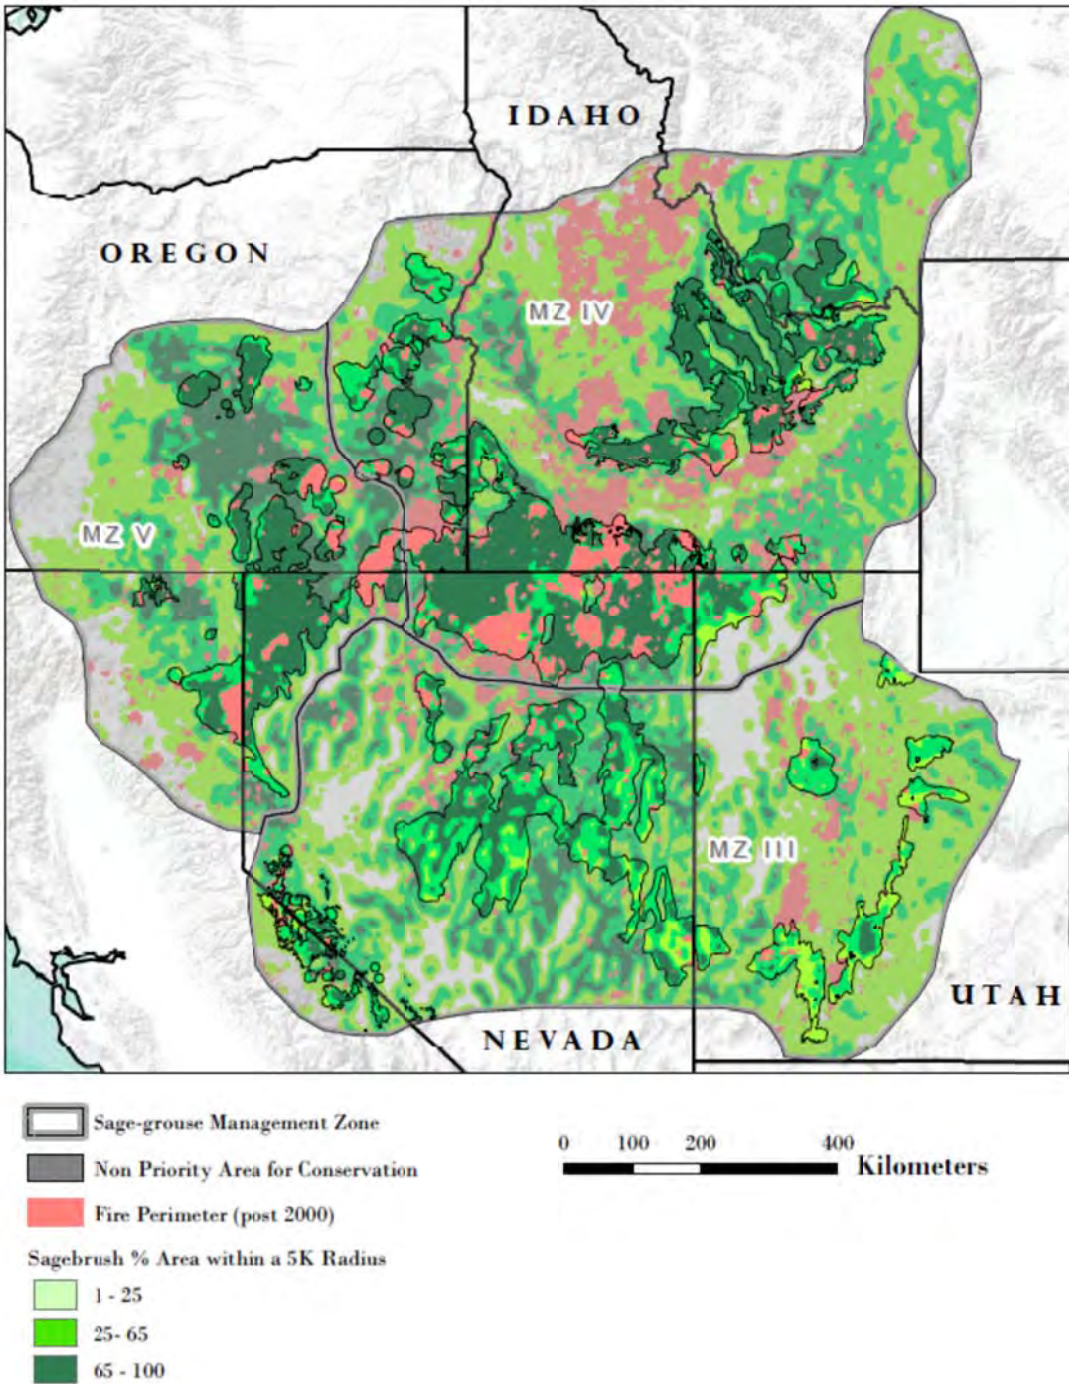 IDAHO
OREGON
MZ IV
MZ V
MZ III
UTAH
NEVADA
Sage-grouse Management Zone
Non Priority Area for Conservation
Fire Perimeter (post 2000)
Sagebrush % Area within a 5K Radius
1 - 25
25- 65
65 - 100
0 100 200 400
Kilometers